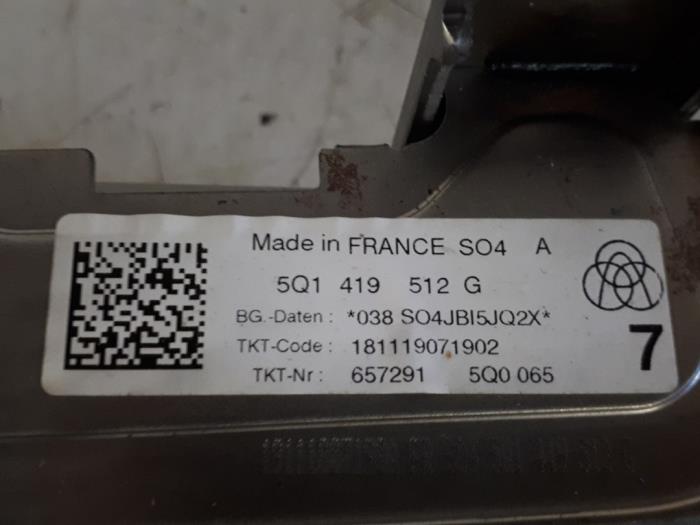 Made in FRANCE SO4 A
5Q1 419 512 G
BG.-Daten : *038 SO4JBI5JQ2X*
TKT-Code : 181119071902
TKT-Nr : 657291 5Q0 065
7